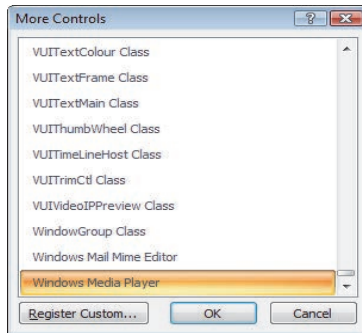 More Controls
VUITextColour Class
VUITextFrame Class
VUITextMain Class
VUIThumbWheel Class
VUITimeLineHost Class
VUITrimCtl Class
VUIVideoIPPreview Class
WindowGroup Class
Windows Mail Mime Editor
Windows Media Player
Register Custom... OK Cancel